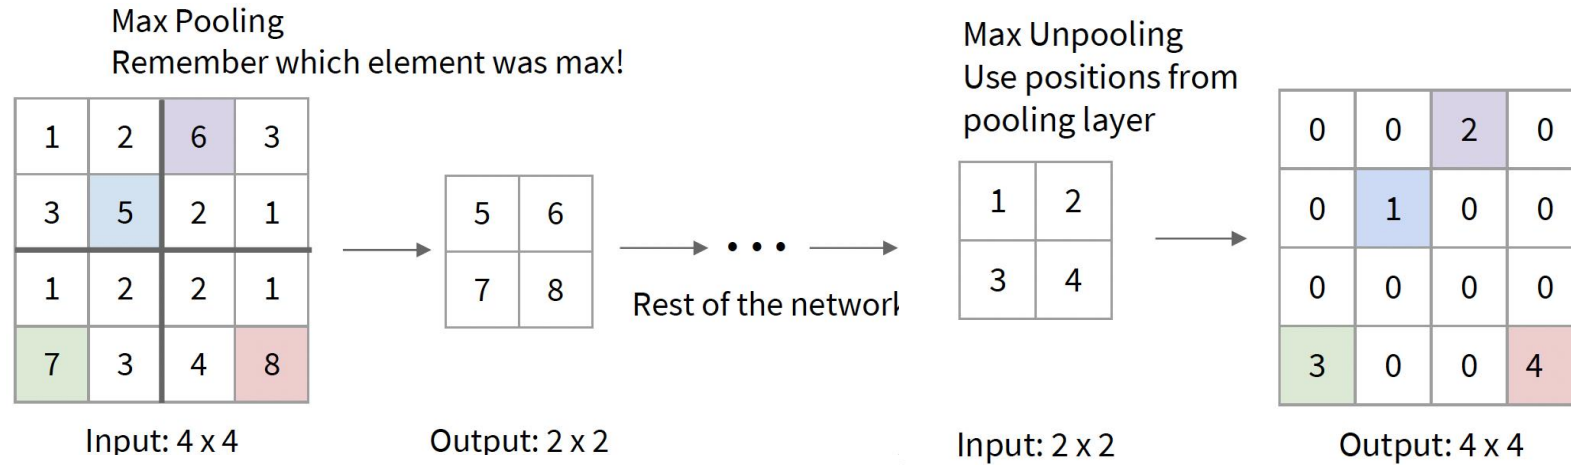 Max Pooling
Remember which element was max!
1 2 6 3
3 5 2 1
1 2 2 1
7 3 4 8
Input: 4 x 4
5 6
7 8
Output: 2 x 2
• • •
Rest of the network
Max Unpooling
Use positions from
pooling layer
1 2
3 4
Input: 2 x 2
0 0 2 0
0 1 0 0
0 0 0 0
3 0 0 4
Output: 4 x 4